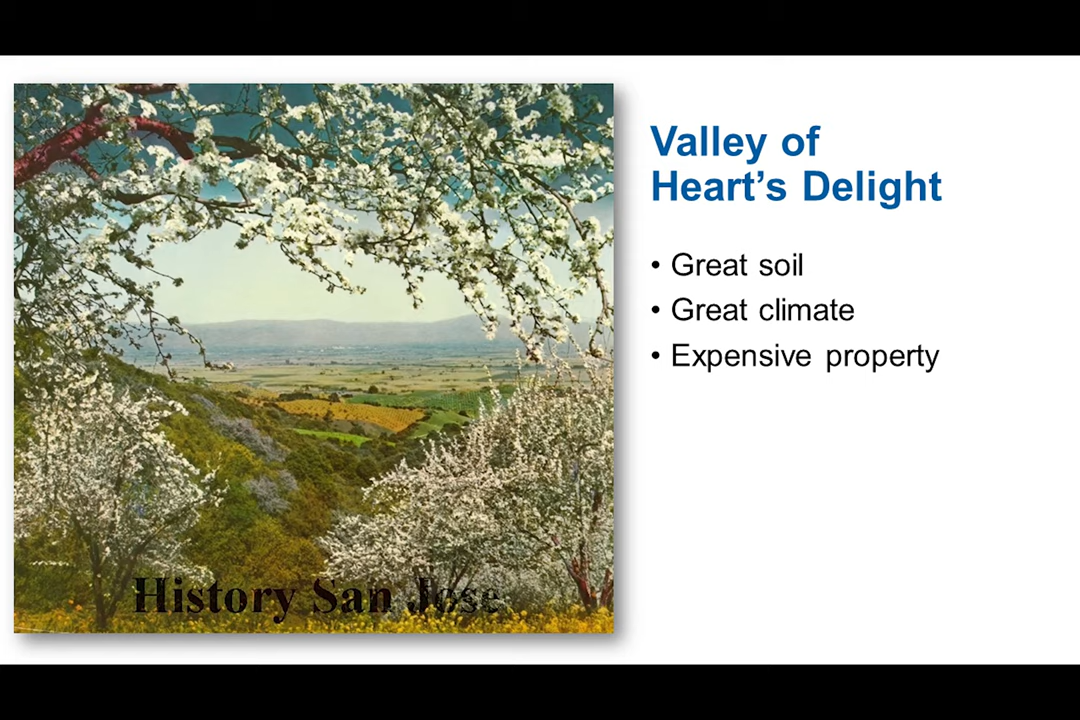 Valley of
Heart’s Delight
• Great soil
• Great climate
• Expensive property
History San Jose